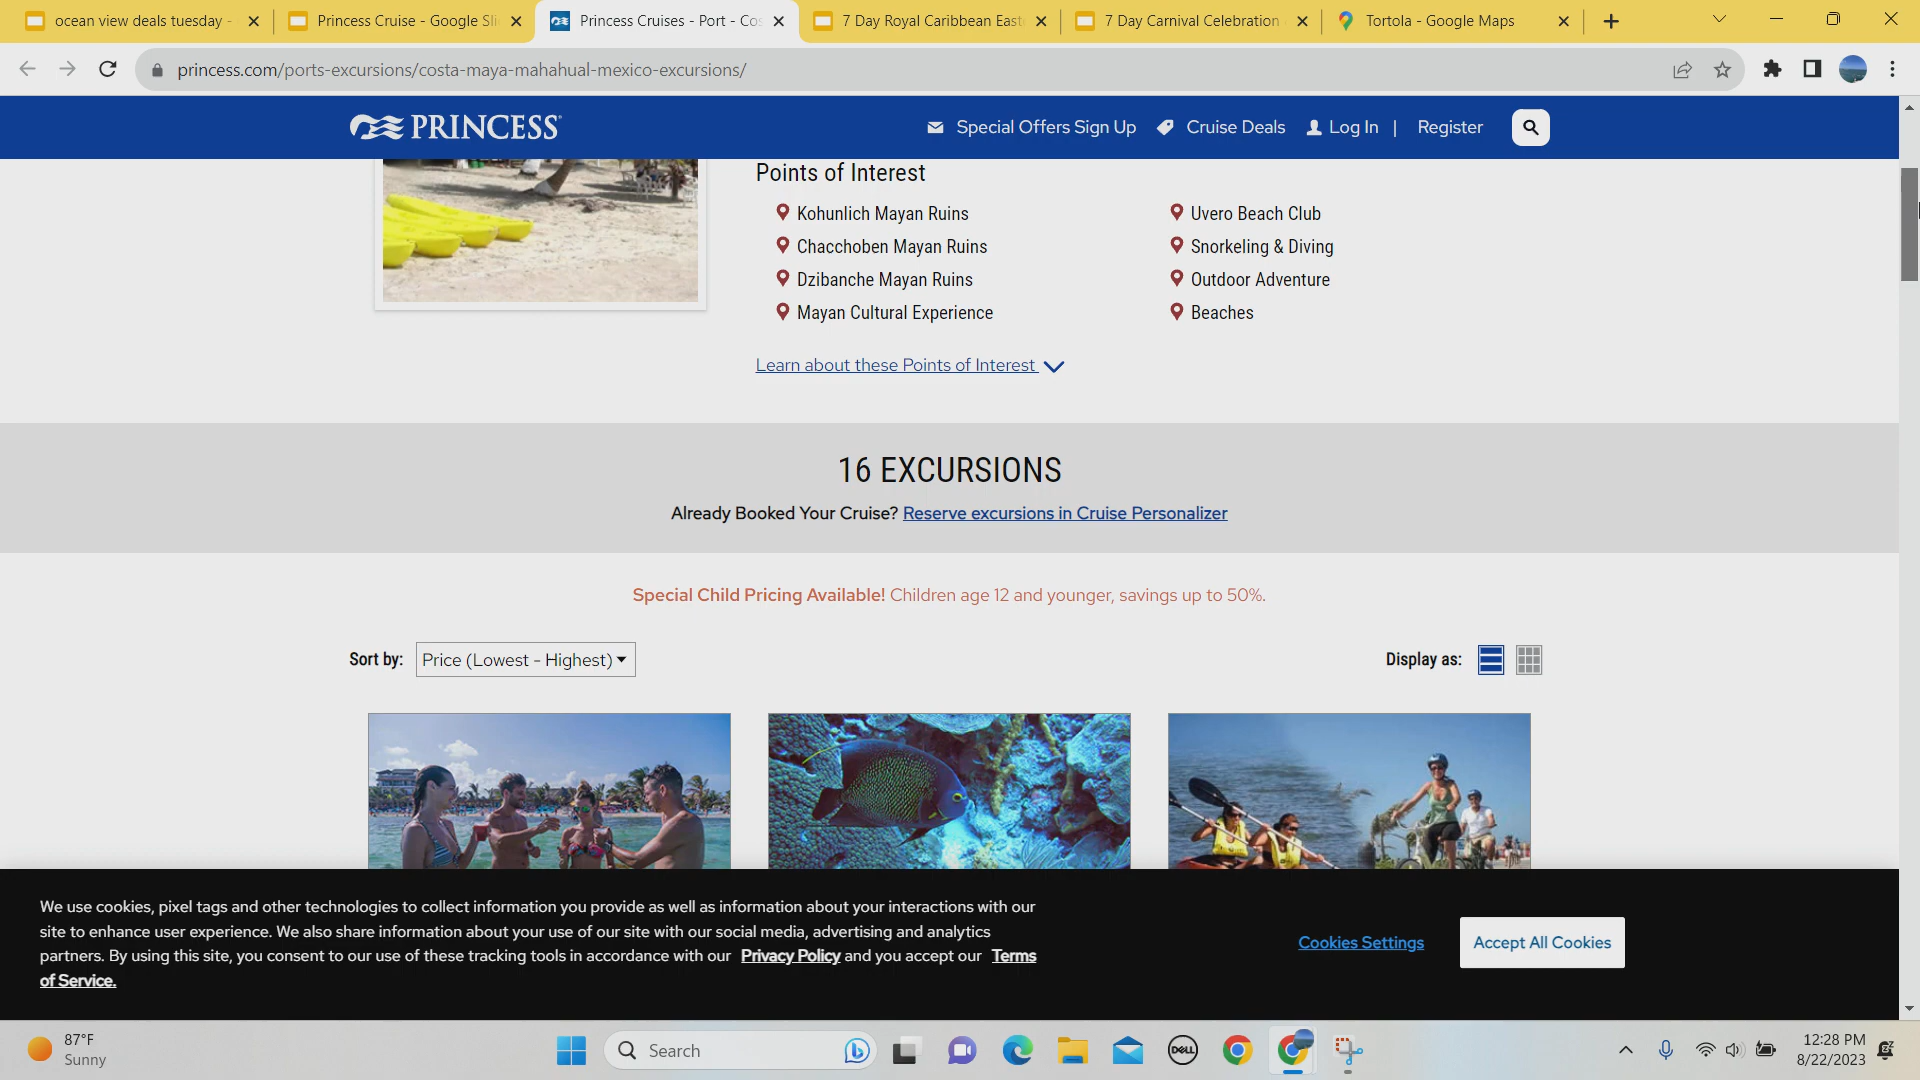 ocean view deals tuesday -
Princess Cruise - Google Sli
Princess Cruises - Port - Cos
7 Day Royal Caribbean East
7 Day Carnival Celebration
Tortola - Google Maps
princess.com/ports-excursions/costa-maya-mahahual-mexico-excursions/
PRINCESS
Special Offers Sign Up
Cruise Deals
Log In |
Register
Points of Interest
Kohunlich Mayan Ruins
Uvero Beach Club
Chacchoben Mayan Ruins
Snorkeling & Diving
Dzibanche Mayan Ruins
Outdoor Adventure
Mayan Cultural Experience
Beaches
Learn about these Points of Interest
16 EXCURSIONS
Already Booked Your Cruise? Reserve excursions in Cruise Personalizer
Special Child Pricing Available! Children age 12 and younger, savings up to 50%.
Sort by:
Price (Lowest - Highest)
Display as:
We use cookies, pixel tags and other technologies to collect information you provide as well as information about your interactions with our
site to enhance user experience. We also share information about your use of our site with our social media, advertising and analytics
partners. By using this site, you consent to our use of these tracking tools in accordance with our Privacy Policy and you accept our Terms
of Service.
Cookies Settings
Accept All Cookies
87°F
Sunny
Search
DELL
12:28 PM
8/22/2023